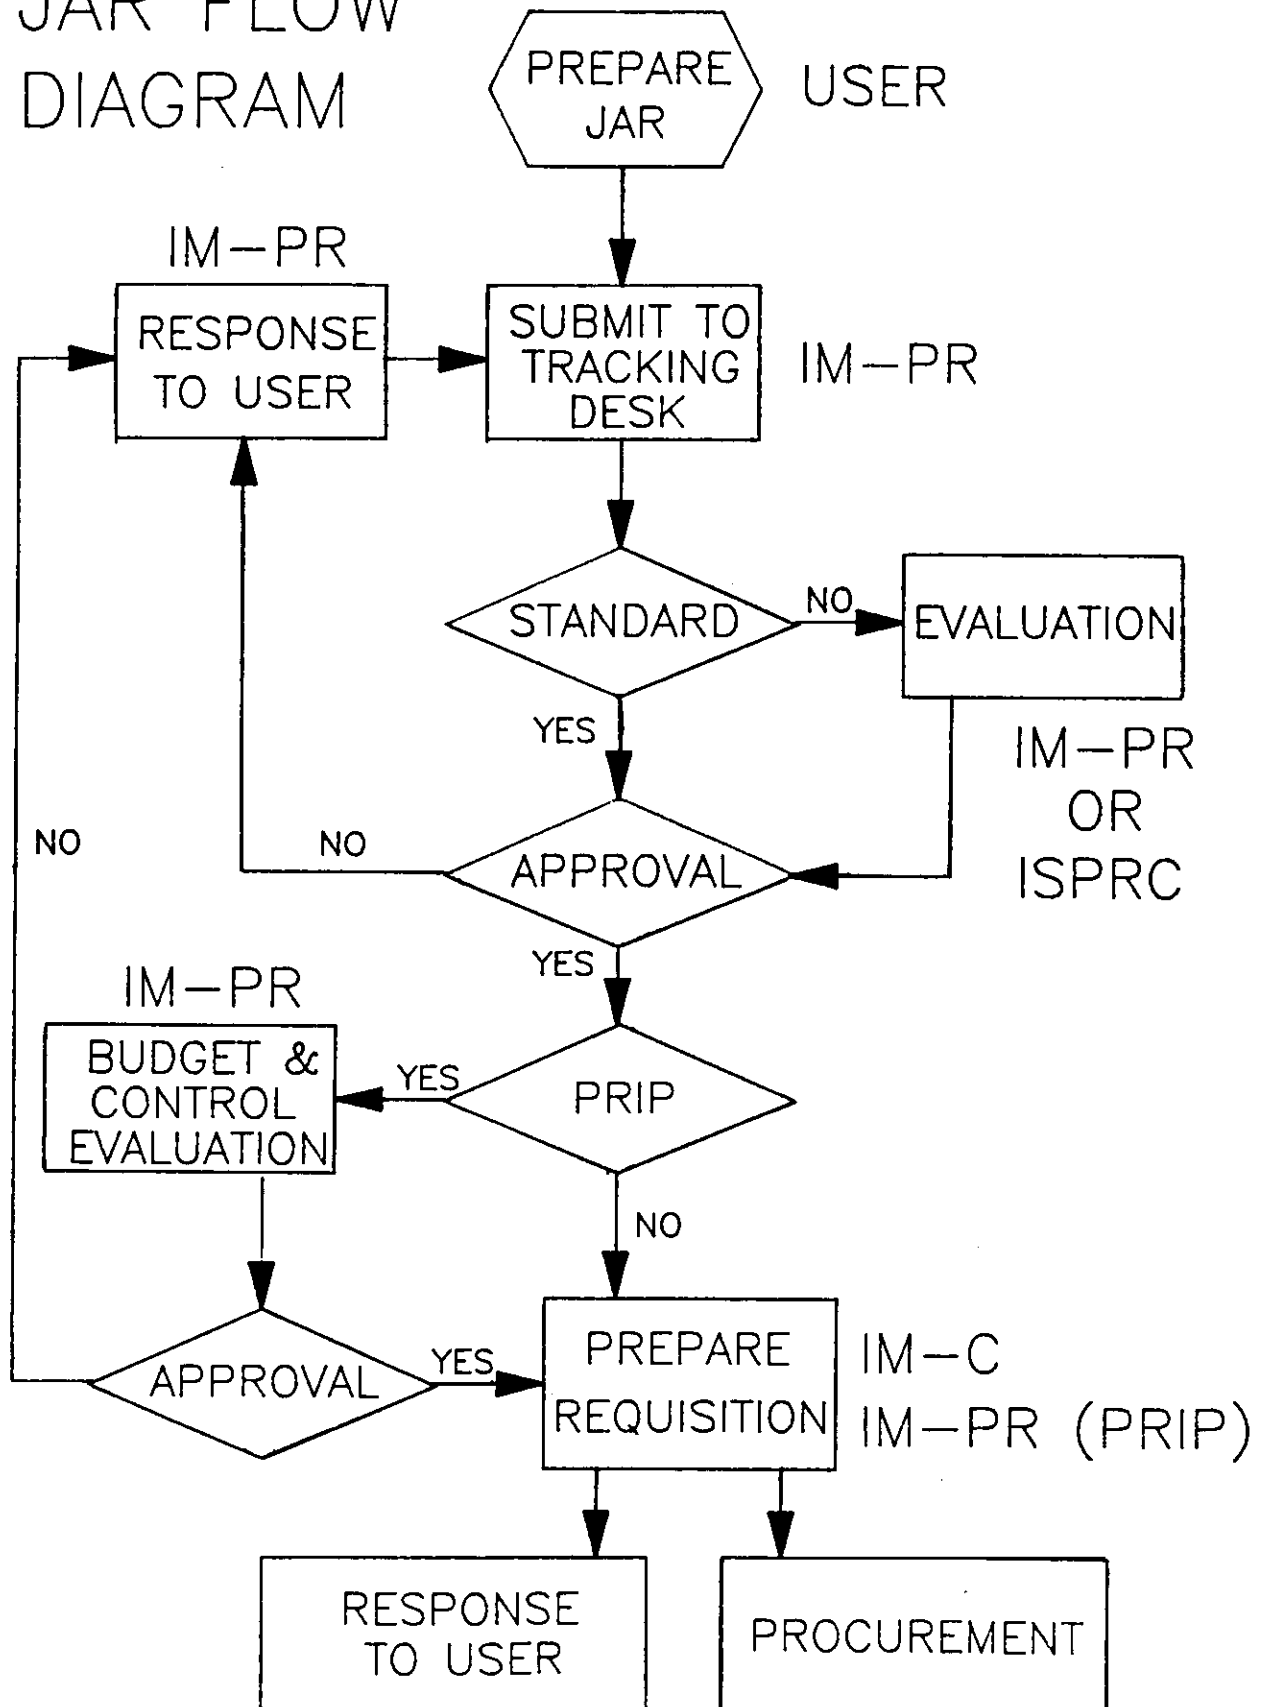 JAR FLOW
DIAGRAM
PREPARE
JAR
USER
IM-PR
RESPONSE
TO USER
SUBMIT TO
TRACKING
DESK
IM-PR
STANDARD
NO
EVALUATION
YES
IM-PR
OR
ISPRC
NO
NO
APPROVAL
YES
IM-PR
BUDGET &
CONTROL
EVALUATION
YES
PRIP
NO
APPROVAL
YES
PREPARE
REQUISITION
IM-C
IM-PR (PRIP)
RESPONSE
TO USER
PROCUREMENT